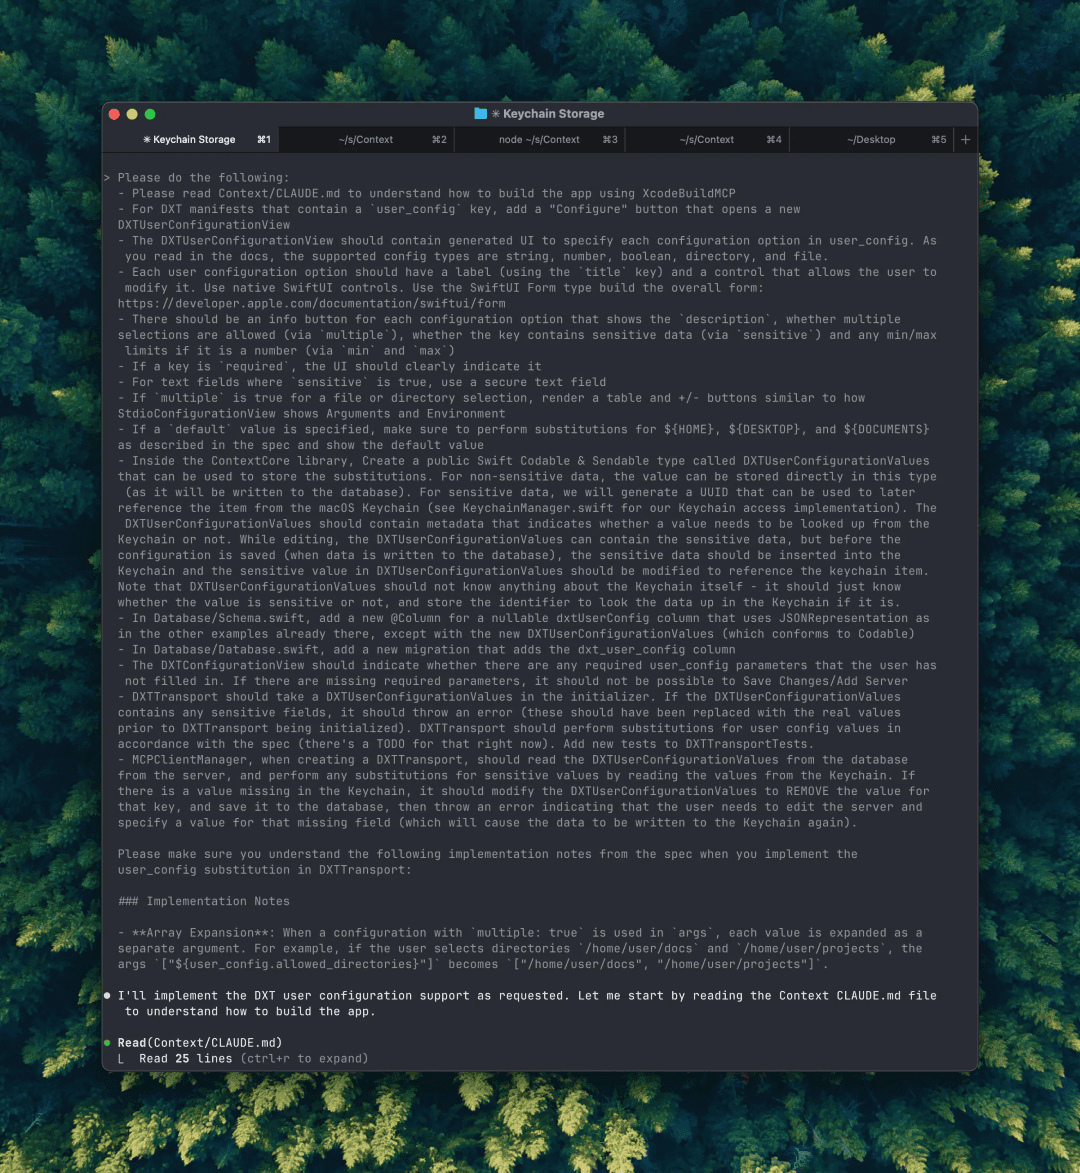 ✳ Keychain Storage
✳ Keychain Storage ⌘1 ~/s/Context ⌘2 node ~/s/Context ⌘3 ~/s/Context ⌘4 ~/Desktop ⌘5 +
> Please do the following:
- Please read Context/CLAUDE.md to understand how to build the app using XcodeBuildMCP
- For DXT manifests that contain a `user_config` key, add a "Configure" button that opens a new
DXTUserConfigurationView
- The DXTUserConfigurationView should contain generated UI to specify each configuration option in user_config. As
you read in the docs, the supported config types are string, number, boolean, directory, and file.
- Each user configuration option should have a label (using the `title` key) and a control that allows the user to
modify it. Use native SwiftUI controls. Use the SwiftUI Form type build the overall form:
https://developer.apple.com/documentation/swiftui/form
- There should be an info button for each configuration option that shows the `description`, whether multiple
selections are allowed (via `multiple`), whether the key contains sensitive data (via `sensitive`) and any min/max
limits if it is a number (via `min` and `max`)
- If a key is `required`, the UI should clearly indicate it
- For text fields where `sensitive` is true, use a secure text field
- If `multiple` is true for a file or directory selection, render a table and +/- buttons similar to how
StdioConfigurationView shows Arguments and Environment
- If a `default` value is specified, make sure to perform substitutions for ${HOME}, ${DESKTOP}, and ${DOCUMENTS}
as described in the spec and show the default value
- Inside the ContextCore library, Create a public Swift Codable & Sendable type called DXTUserConfigurationValues
that can be used to store the substitutions. For non-sensitive data, the value can be stored directly in this type
(as it will be written to the database). For sensitive data, we will generate a UUID that can be used to later
reference the item from the macOS Keychain (see KeychainManager.swift for our Keychain access implementation). The
DXTUserConfigurationValues should contain metadata that indicates whether a value needs to be looked up from the
Keychain or not. While editing, the DXTUserConfigurationValues can contain the sensitive data, but before the
configuration is saved (when data is written to the database), the sensitive data should be inserted into the
Keychain and the sensitive value in DXTUserConfigurationValues should be modified to reference the keychain item.
Note that DXTUserConfigurationValues should not know anything about the Keychain itself - it should just know
whether the value is sensitive or not, and store the identifier to look the data up in the Keychain if it is.
- In Database/Schema.swift, add a new @Column for a nullable dxtUserConfig column that uses JSONRepresentation as
in the other examples already there, except with the new DXTUserConfigurationValues (which conforms to Codable)
- In Database/Database.swift, add a new migration that adds the dxt_user_config column
- The DXTConfigurationView should indicate whether there are any required user_config parameters that the user has
not filled in. If there are missing required parameters, it should not be possible to Save Changes/Add Server
- DXTTransport should take a DXTUserConfigurationValues in the initializer. If the DXTUserConfigurationValues
contains any sensitive fields, it should throw an error (these should have been replaced with the real values
prior to DXTTransport being initialized). DXTTransport should perform substitutions for user config values in
accordance with the spec (there's a TODO for that right now). Add new tests to DXTTransportTests.
- MCPClientManager, when creating a DXTTransport, should read the DXTUserConfigurationValues from the database
from the server, and perform any substitutions for sensitive values by reading the values from the Keychain. If
there is a value missing in the Keychain, it should modify the DXTUserConfigurationValues to REMOVE the value for
that key, and save it to the database, then throw an error indicating that the user needs to edit the server and
specify a value for that missing field (which will cause the data to be written to the Keychain again).
Please make sure you understand the following implementation notes from the spec when you implement the
user_config substitution in DXTTransport:
### Implementation Notes
- **Array Expansion**: When a configuration with `multiple: true` is used in `args`, each value is expanded as a
separate argument. For example, if the user selects directories `/home/user/docs` and `/home/user/projects`, the
args `["${user_config.allowed_directories}"]` becomes `["/home/user/docs", "/home/user/projects"]`.
● I'll implement the DXT user configuration support as requested. Let me start by reading the Context CLAUDE.md file
to understand how to build the app.
● Read(Context/CLAUDE.md)
⎿ Read 25 lines (ctrl+r to expand)